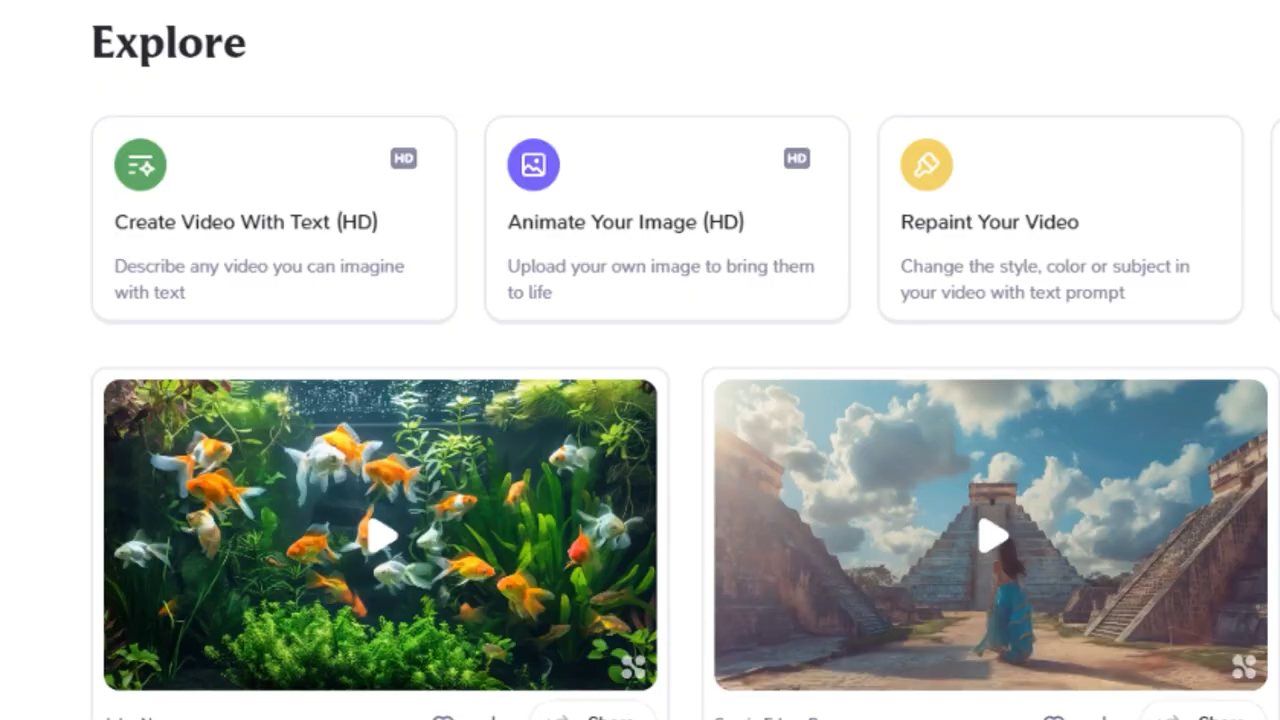 Explore
HD
Create Video With Text (HD)
Describe any video you can imagine
with text
HD
Animate Your Image (HD)
Upload your own image to bring them
to life
Repaint Your Video
Change the style, color or subject in
your video with text prompt
Share
Share